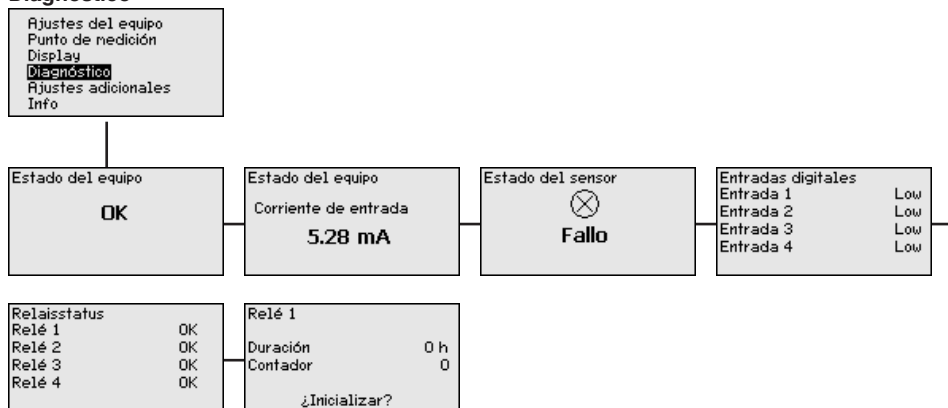 Diagnóstico
Ajustes del equipo
Punto de medición
Display
Diagnóstico
Ajustes adicionales
Info
Estado del equipo
OK
Estado del equipo
Corriente de entrada
5.28 mA
Estado del sensor
Fallo
Entradas digitales
Entrada 1 Low
Entrada 2 Low
Entrada 3 Low
Entrada 4 Low
Relaisstatus
Relé 1 OK
Relé 2 OK
Relé 3 OK
Relé 4 OK
Relé 1
Duración 0 h
Contador 0
¿Inicializar?